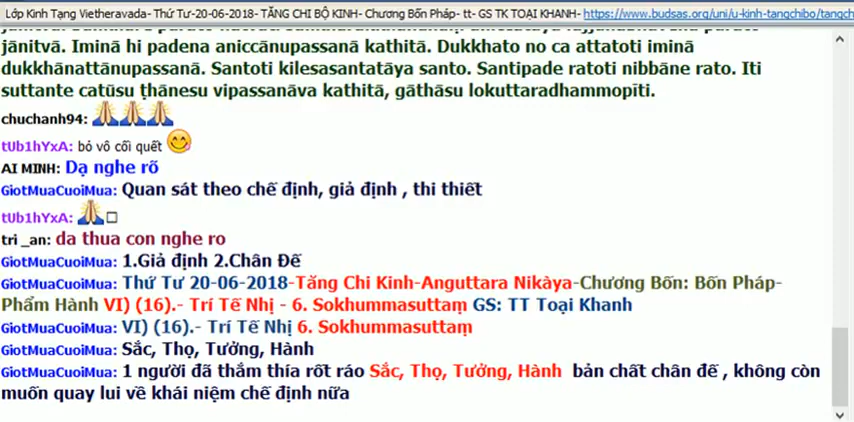 Lớp Kinh Tạng Vietheravada- Thứ Tư-20-06-2018- TĂNG CHI BỘ KINH- Chương Bốn Pháp- tt- GS TK TOẠI KHANH- https://www.budsas.org/uni/u-kinh-tangchibo/tangch
jānitvā. Iminā hi padena aniccānupassanā kathitā. Dukkhato no ca attatoti iminā
dukkhānattānupassanā. Santoti kilesasantatāya santo. Santipade ratoti nibbāne rato. Iti
suttante catūsu ṭhānesu vipassanāva kathitā, gāthāsu lokuttaradhammopīti.
chuchanh94: 🙏🙏🙏
tUb1hYxA: bỏ vô cối quết 😋
AI MINH: Dạ nghe rõ
GiotMuaCuoiMua: Quan sát theo chế định, giả định , thi thiết
tUb1hYxA: 🙏□
tri _an: da thua con nghe ro
GiotMuaCuoiMua: 1.Giả định 2.Chân Đế
GiotMuaCuoiMua: Thứ Tư 20-06-2018-Tăng Chi Kinh-Anguttara Nikàya-Chương Bốn: Bốn Pháp-
Phẩm Hành VI) (16).- Trí Tế Nhị - 6. Sokhummasuttaṃ GS: TT Toại Khanh
GiotMuaCuoiMua: VI) (16).- Trí Tế Nhị 6. Sokhummasuttaṃ
GiotMuaCuoiMua: Sắc, Thọ, Tưởng, Hành
GiotMuaCuoiMua: 1 người đã thắm thía rốt ráo Sắc, Thọ, Tưởng, Hành bản chất chân đế , không còn
muốn quay lui về khái niệm chế định nữa